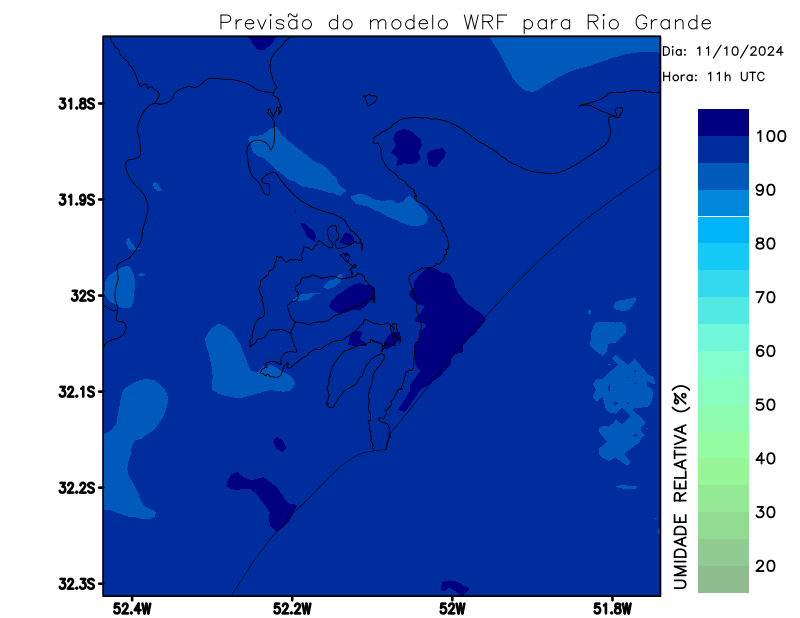 Previsão do modelo WRF para Rio Grande
Dia: 11/10/2024
Hora: 11h UTC
31.8S
31.9S
32S
32.1S
32.2S
32.3S
52.4W
52.2W
52W
51.8W
UMIDADE RELATIVA (%)
100
90
80
70
60
50
40
30
20